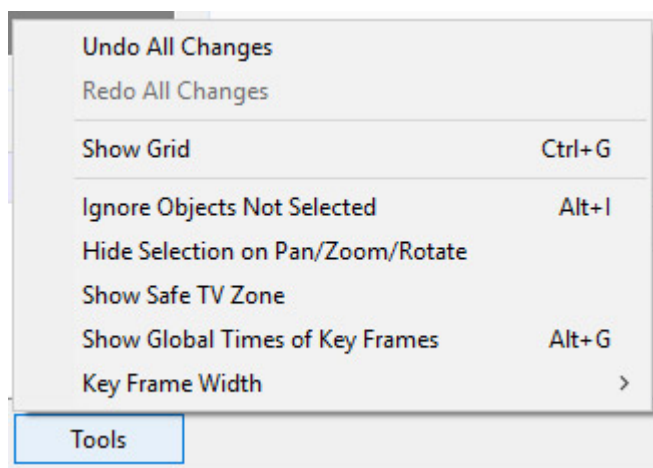 Undo All Changes
Redo All Changes
Show Grid Ctrl+G
Ignore Objects Not Selected Alt+I
Hide Selection on Pan/Zoom/Rotate
Show Safe TV Zone
Show Global Times of Key Frames Alt+G
Key Frame Width >
Tools